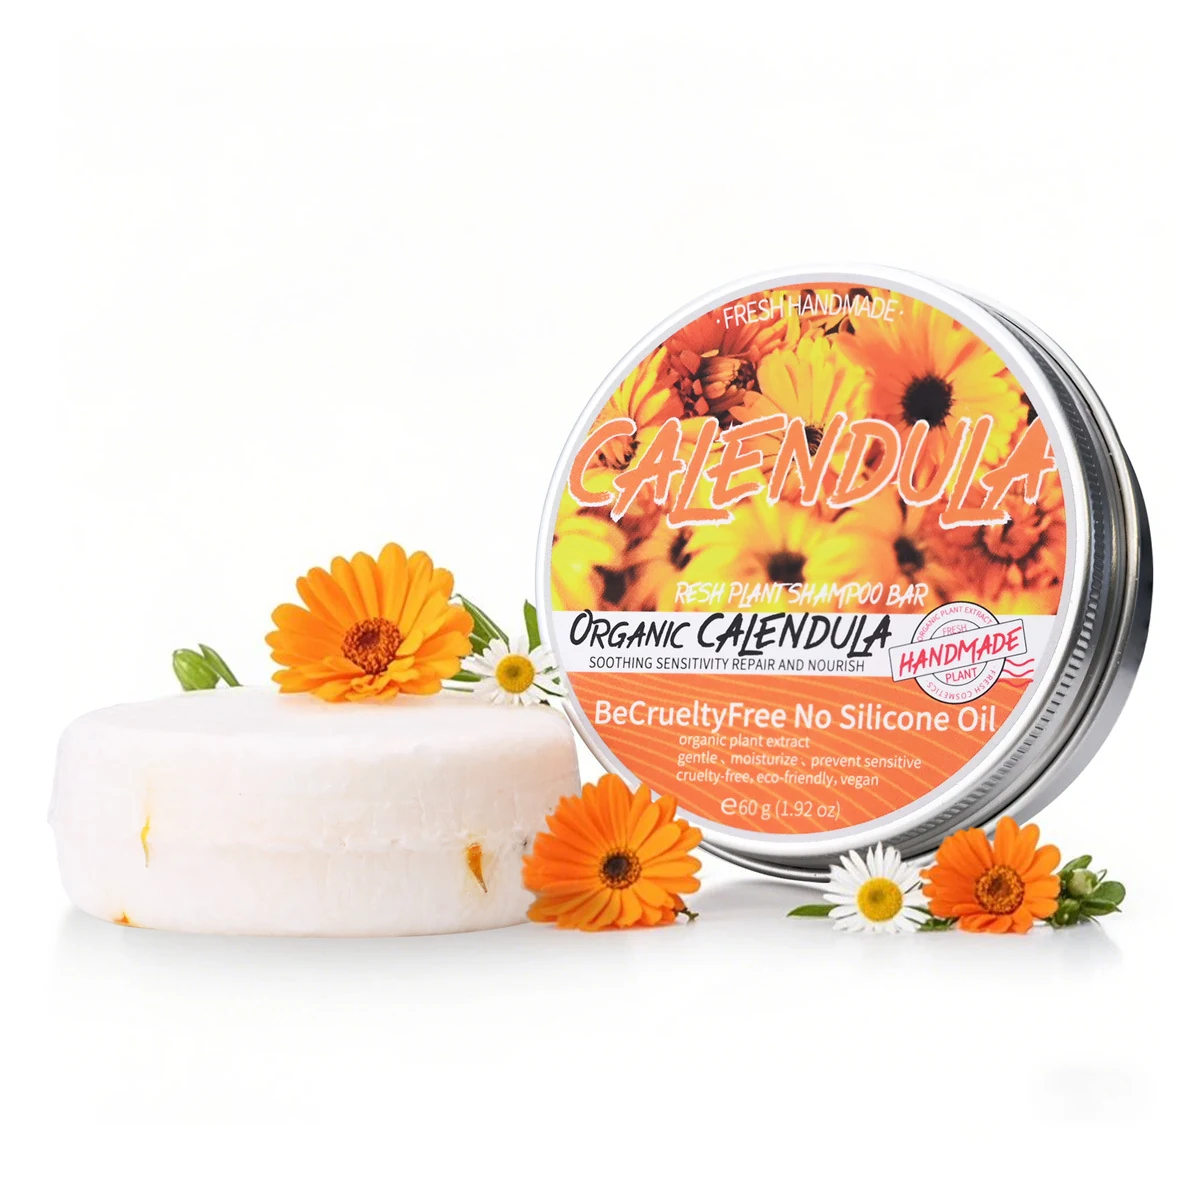 · FRESH HANDMADE ·
CALENDULA
RESH PLANT SHAMPOO BAR
ORGANIC CALENDULA
SOOTHING SENSITIVITY REPAIR AND NOURISH
ORGANIC PLANT EXTRACT
FRESH
HANDMADE
PLANT
FRESH COSMETICS
BeCrueltyFree No Silicone Oil
organic plant extract
gentle、moisturize、prevent sensitive
cruelty-free, eco-friendly, vegan
℮60 g (1.92 oz)